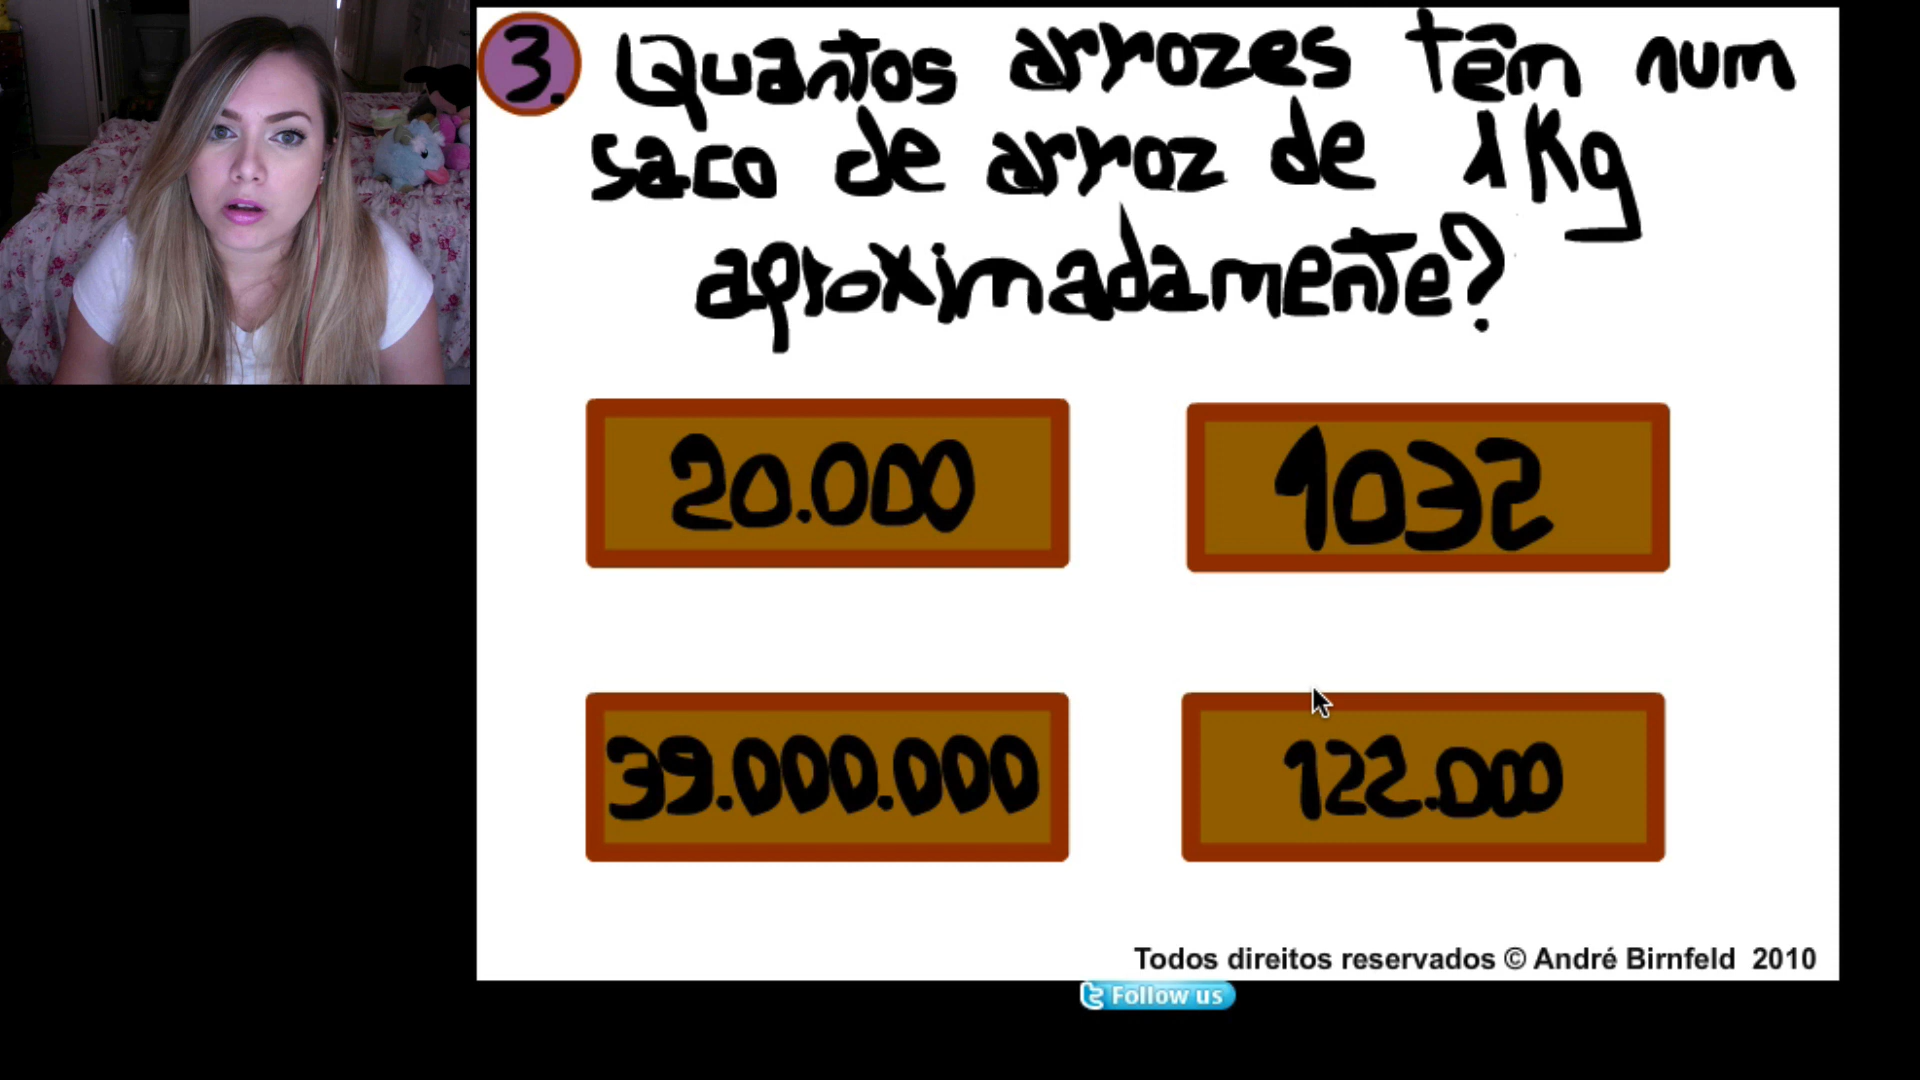 3. Quantos arrozes têm num
saco de arroz de 1Kg
aproximadamente?
20.000
1032
39.000.000
122.000
Todos direitos reservados © André Birnfeld 2010
Follow us